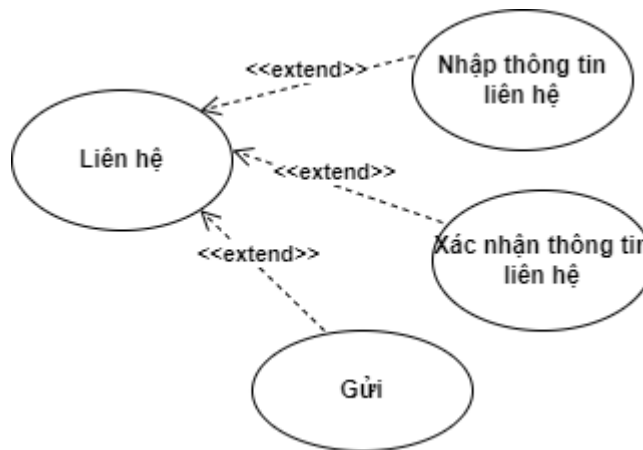 Nhập thông tin
liên hệ
<<extend>>
Liên hệ
<<extend>>
Xác nhận thông tin
liên hệ
<<extend>>
Gửi